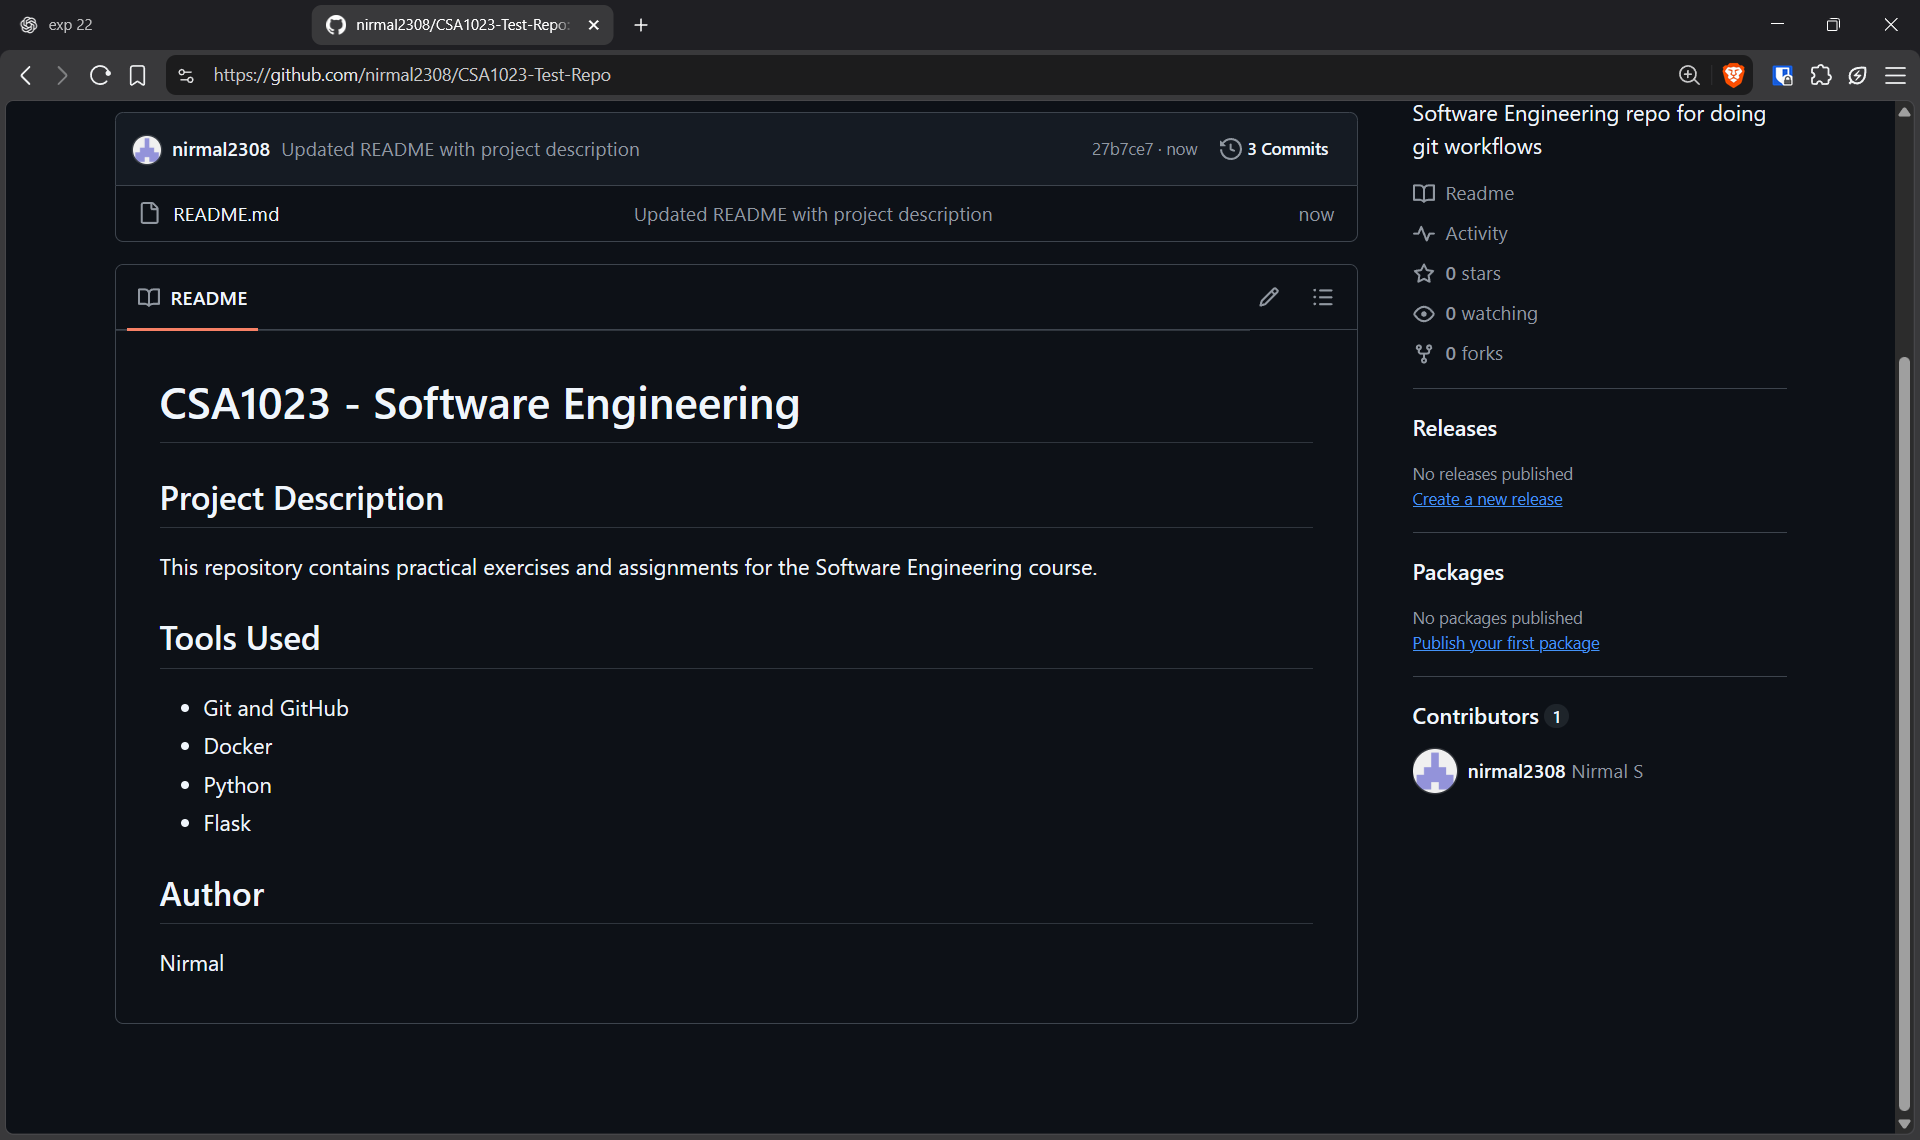 exp 22
nirmal2308/CSA1023-Test-Repo:
https://github.com/nirmal2308/CSA1023-Test-Repo
nirmal2308 Updated README with project description 27b7ce7 · now 3 Commits
README.md Updated README with project description now
README
CSA1023 - Software Engineering
Project Description
This repository contains practical exercises and assignments for the Software Engineering course.
Tools Used
• Git and GitHub
• Docker
• Python
• Flask
Author
Nirmal
Software Engineering repo for doing
git workflows
Readme
Activity
0 stars
0 watching
0 forks
Releases
No releases published
Create a new release
Packages
No packages published
Publish your first package
Contributors 1
nirmal2308 Nirmal S